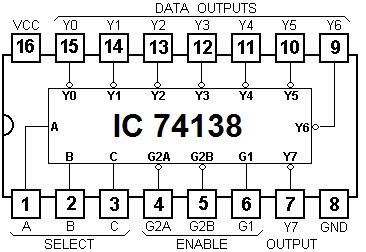 DATA OUTPUTS
VCC Y0 Y1 Y2 Y3 Y4 Y5 Y6
16 15 14 13 12 11 10 9
Y0 Y1 Y2 Y3 Y4 Y5
A IC 74138 Y6
B C G2A G2B G1 Y7
1 2 3 4 5 6 7 8
A B C G2A G2B G1 Y7 GND
SELECT ENABLE OUTPUT